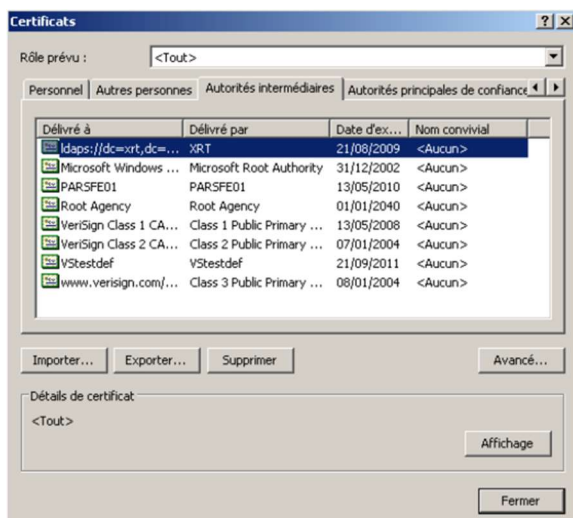 Certificats
Rôle prévu : <Tout>
Personnel Autres personnes Autorités intermédiaires Autorités principales de confiance
Délivré à Délivré par Date d'ex... Nom convivial
ldaps://dc=xrt,dc=... XRT 21/08/2009 <Aucun>
Microsoft Windows ... Microsoft Root Authority 31/12/2002 <Aucun>
PARSFE01 PARSFE01 13/05/2010 <Aucun>
Root Agency Root Agency 01/01/2040 <Aucun>
VeriSign Class 1 CA... Class 1 Public Primary ... 13/05/2008 <Aucun>
VeriSign Class 2 CA... Class 2 Public Primary ... 07/01/2004 <Aucun>
VStestdef VStestdef 21/09/2011 <Aucun>
www.verisign.com/... Class 3 Public Primary ... 08/01/2004 <Aucun>
Importer... Exporter... Supprimer Avancé...
Détails de certificat
<Tout>
Affichage
Fermer